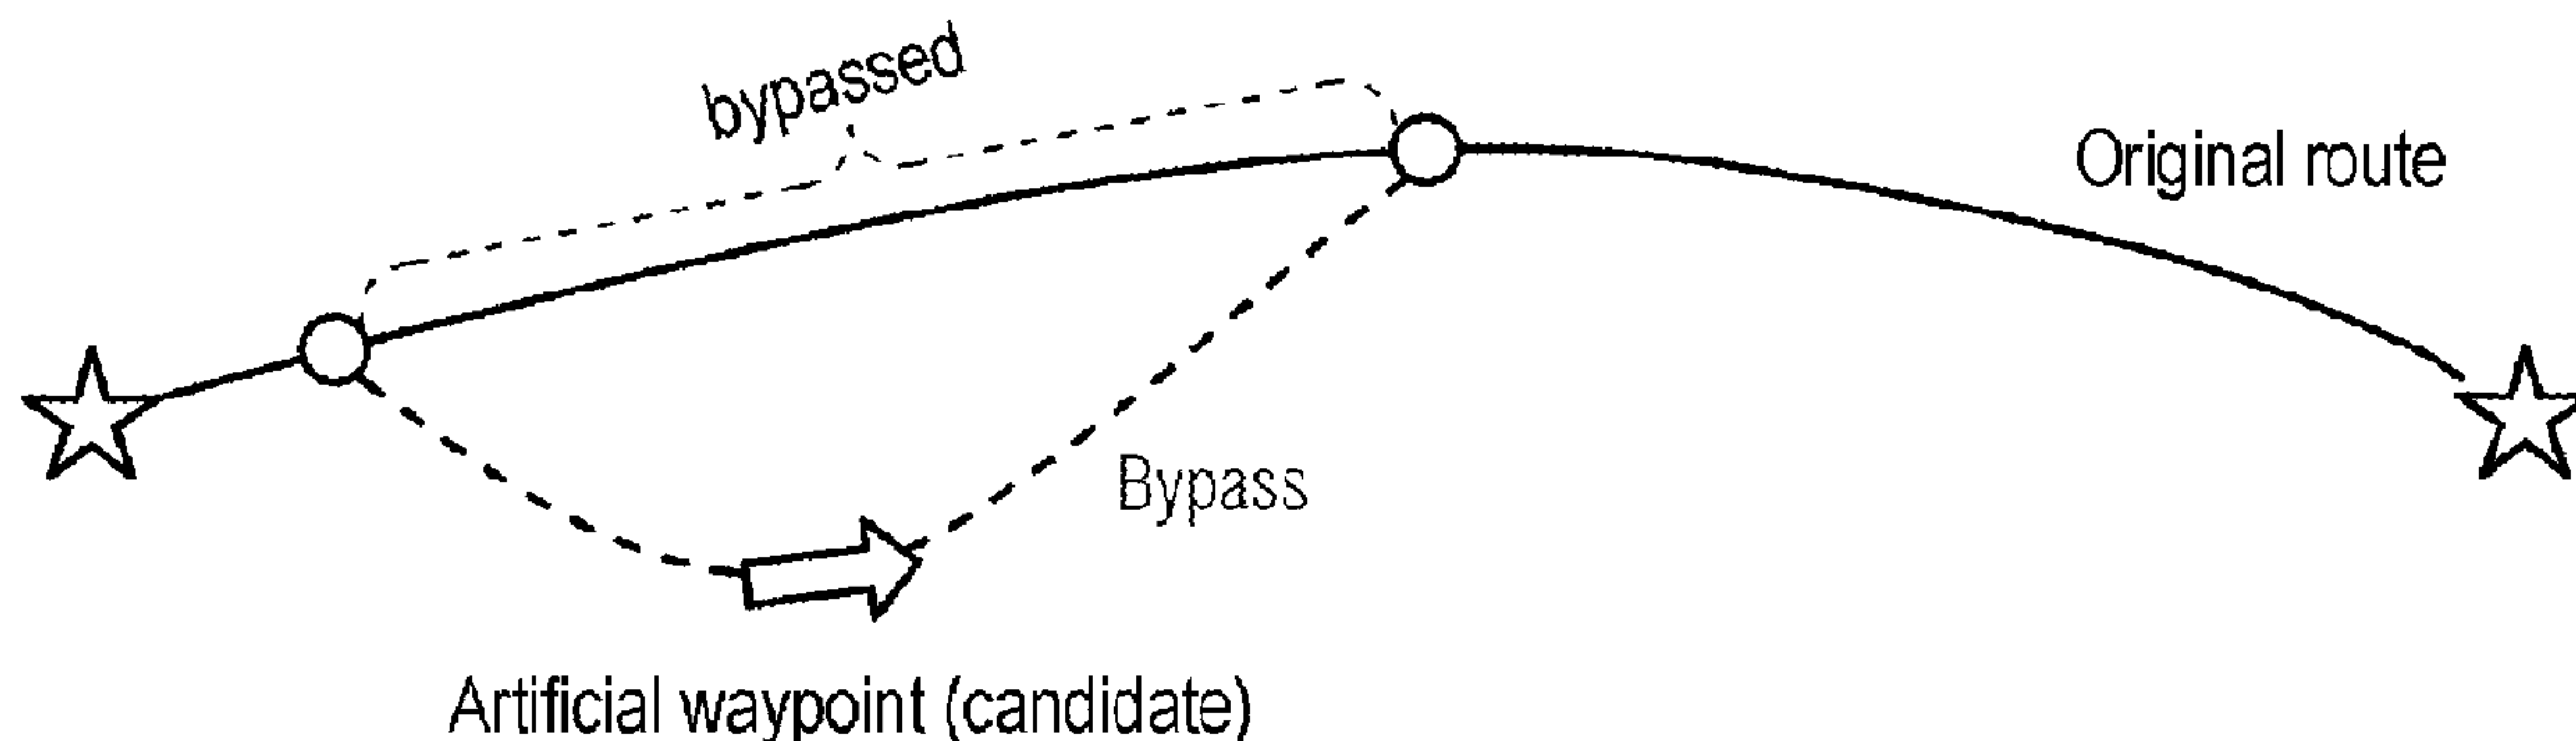 bypassed
Original route
Bypass
Artificial waypoint (candidate)